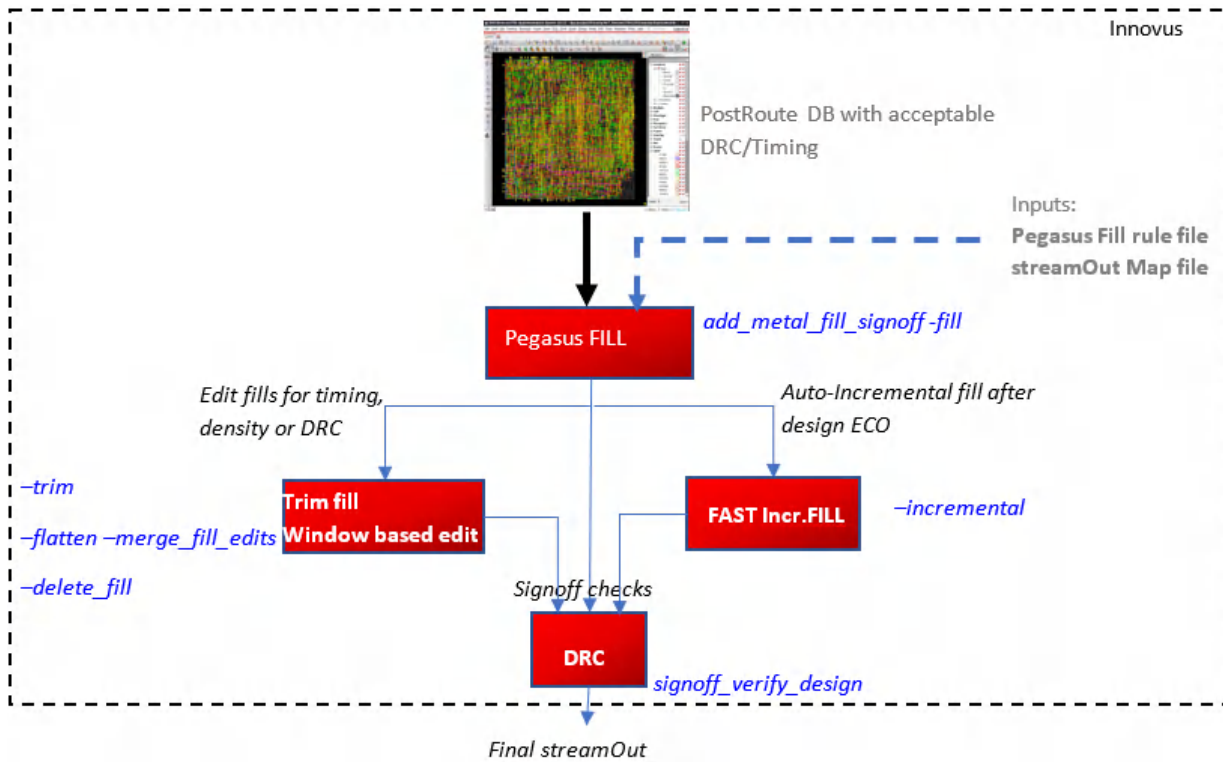 Innovus
PostRoute DB with acceptable
DRC/Timing
Inputs:
Pegasus Fill rule file
streamOut Map file
Pegasus FILL
add_metal_fill_signoff -fill
Edit fills for timing,
density or DRC
Auto-Incremental fill after
design ECO
–trim
–flatten –merge_fill_edits
–delete_fill
Trim fill
Window based edit
FAST Incr.FILL
–incremental
Signoff checks
DRC
signoff_verify_design
Final streamOut